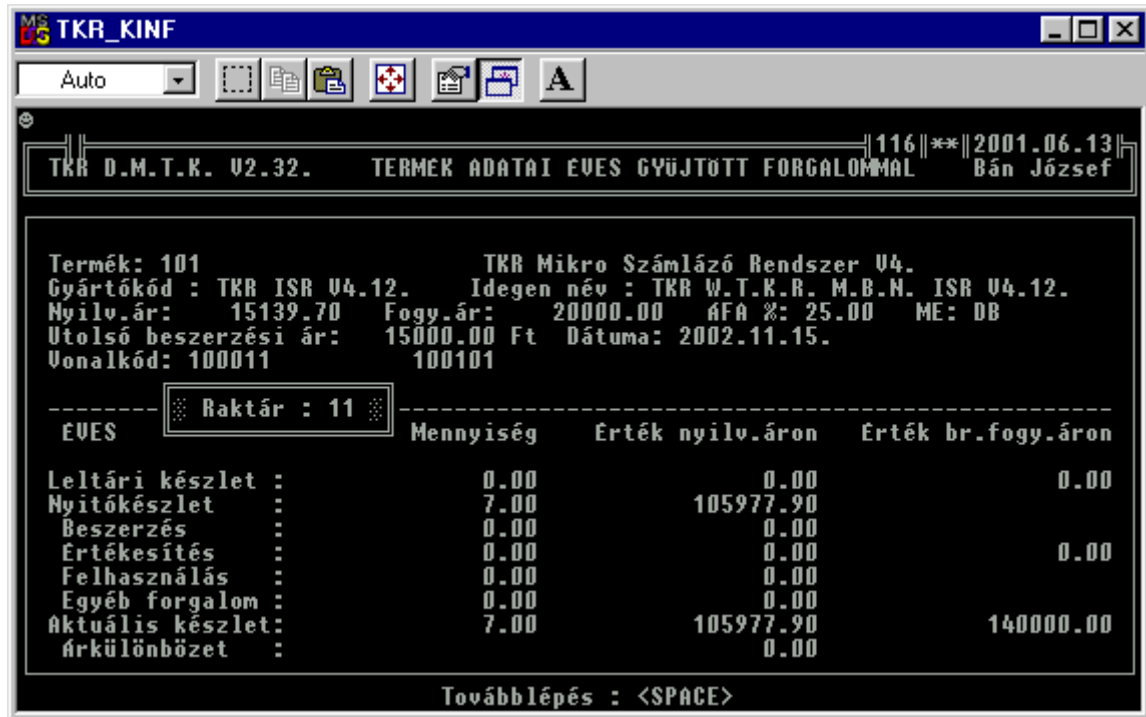 TKR_KINF
Auto
A
116 ** 2001.06.13
TKR D.M.T.K. V2.32. TERMÉK ADATAI ÉVES GYÜJTÖTT FORGALOMMAL Bán József
Termék: 101 TKR Mikro Számlázó Rendszer V4.
Gyártókód : TKR ISR V4.12. Idegen név : TKR W.T.K.R. M.B.N. ISR V4.12.
Nyilv.ár: 15139.70 Fogy.ár: 20000.00 ÁFA %: 25.00 ME: DB
Utolsó beszerzési ár: 15000.00 Ft Dátuma: 2002.11.15.
Vonalkód: 100011 100101
Raktár : 11
ÉVES Mennyiség Érték nyilv.áron Érték br.fogy.áron
Leltári készlet : 0.00 0.00 0.00
Nyitókészlet : 7.00 105977.90
Beszerzés : 0.00 0.00
Értékesítés : 0.00 0.00 0.00
Felhasználás : 0.00 0.00
Egyéb forgalom : 0.00 0.00
Aktuális készlet: 7.00 105977.90 140000.00
Árkülönbözet : 0.00
Továbblépés : <SPACE>